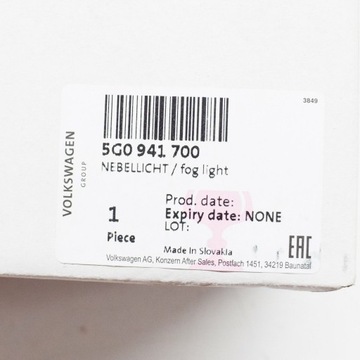 3849
VOLKSWAGEN
GROUP
5G0 941 700
NEBELLICHT / fog light
1
Piece
Prod. date:
Expiry date: NONE
LOT:
Made In Slovakia
EAC
Volkswagen AG, Konzern After Sales, Postfach 1451, 34219 Baunatal